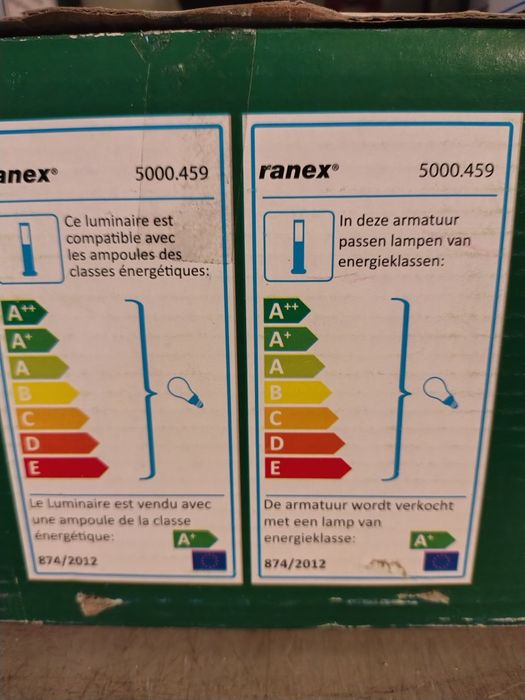 anex® 5000.459
Ce luminaire est
compatible avec
les ampoules des
classes énergétiques:
A++
A+
A
B
C
D
E
Le Luminaire est vendu avec
une ampoule de la classe
énergétique: A+
874/2012
ranex® 5000.459
In deze armatuur
passen lampen van
energieklassen:
A++
A+
A
B
C
D
E
De armatuur wordt verkocht
met een lamp van
energieklasse: A+
874/2012